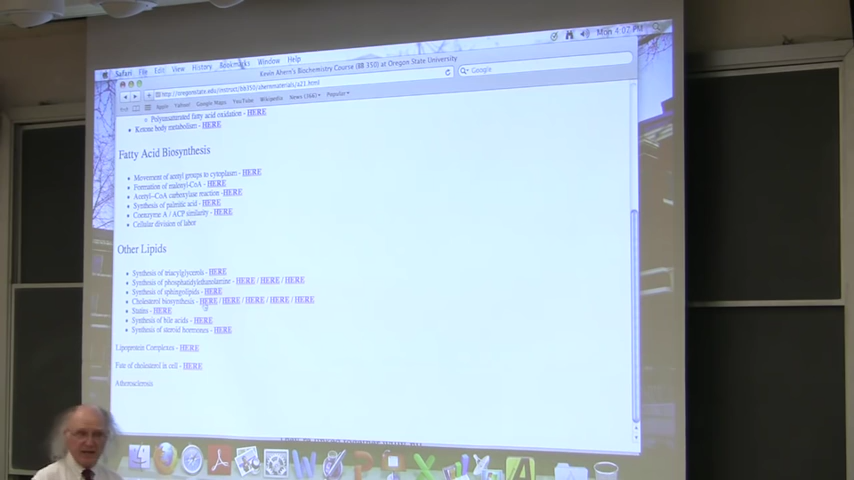 Safari File Edit View History Bookmarks Window Help Mon 4:07 PM
Kevin Ahern's Biochemistry Course (BB 350) at Oregon State University
Google
Apple Yahoo! Google Maps YouTube Wikipedia News (366) Popular
Polyunsaturated fatty acid oxidation - HERE
Ketone body metabolism - HERE
Fatty Acid Biosynthesis
Movement of acetyl groups to cytoplasm - HERE
Formation of malonyl-CoA - HERE
Acetyl-CoA carboxylase reaction - HERE
Synthesis of palmitic acid - HERE
Coenzyme A / ACP similarity - HERE
Cellular division of labor
Other Lipids
Synthesis of triacylglycerols - HERE
Synthesis of phosphatidylethanolamine - HERE / HERE / HERE
Synthesis of sphingolipids - HERE
Cholesterol biosynthesis - HERE / HERE / HERE / HERE / HERE
Statins - HERE
Synthesis of bile acids - HERE
Synthesis of steroid hormones - HERE
Lipoprotein Complexes - HERE
Fate of cholesterol in cell - HERE
Atherosclerosis